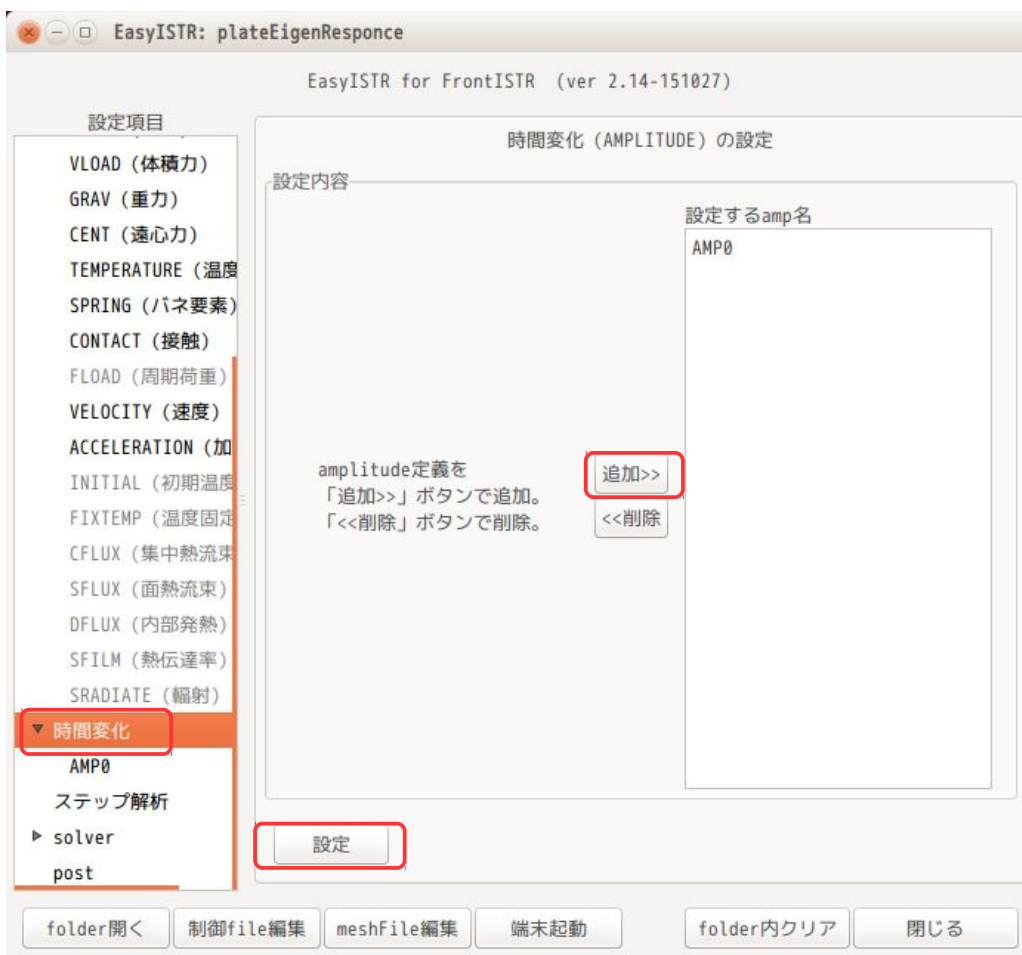 EasyISTR: plateEigenResponce
EasyISTR for FrontISTR (ver 2.14-151027)
設定項目
VLOAD (体積力)
GRAV (重力)
CENT (遠心力)
TEMPERATURE (温度
SPRING (バネ要素)
CONTACT (接触)
FLOAD (周期荷重)
VELOCITY (速度)
ACCELERATION (加
INITIAL (初期温度
FIXTEMP (温度固定
CFLUX (集中熱流束
SFLUX (面熱流束)
DFLUX (内部発熱)
SFILM (熱伝達率)
SRADIATE (輻射)
時間変化
AMP0
ステップ解析
solver
post
時間変化 (AMPLITUDE) の設定
設定内容
設定するamp名
AMP0
amplitude定義を
「追加>>」ボタンで追加。
「<<削除」ボタンで削除。
追加>>
<<削除
設定
folder開く 制御file編集 meshFile編集 端末起動 folder内クリア 閉じる